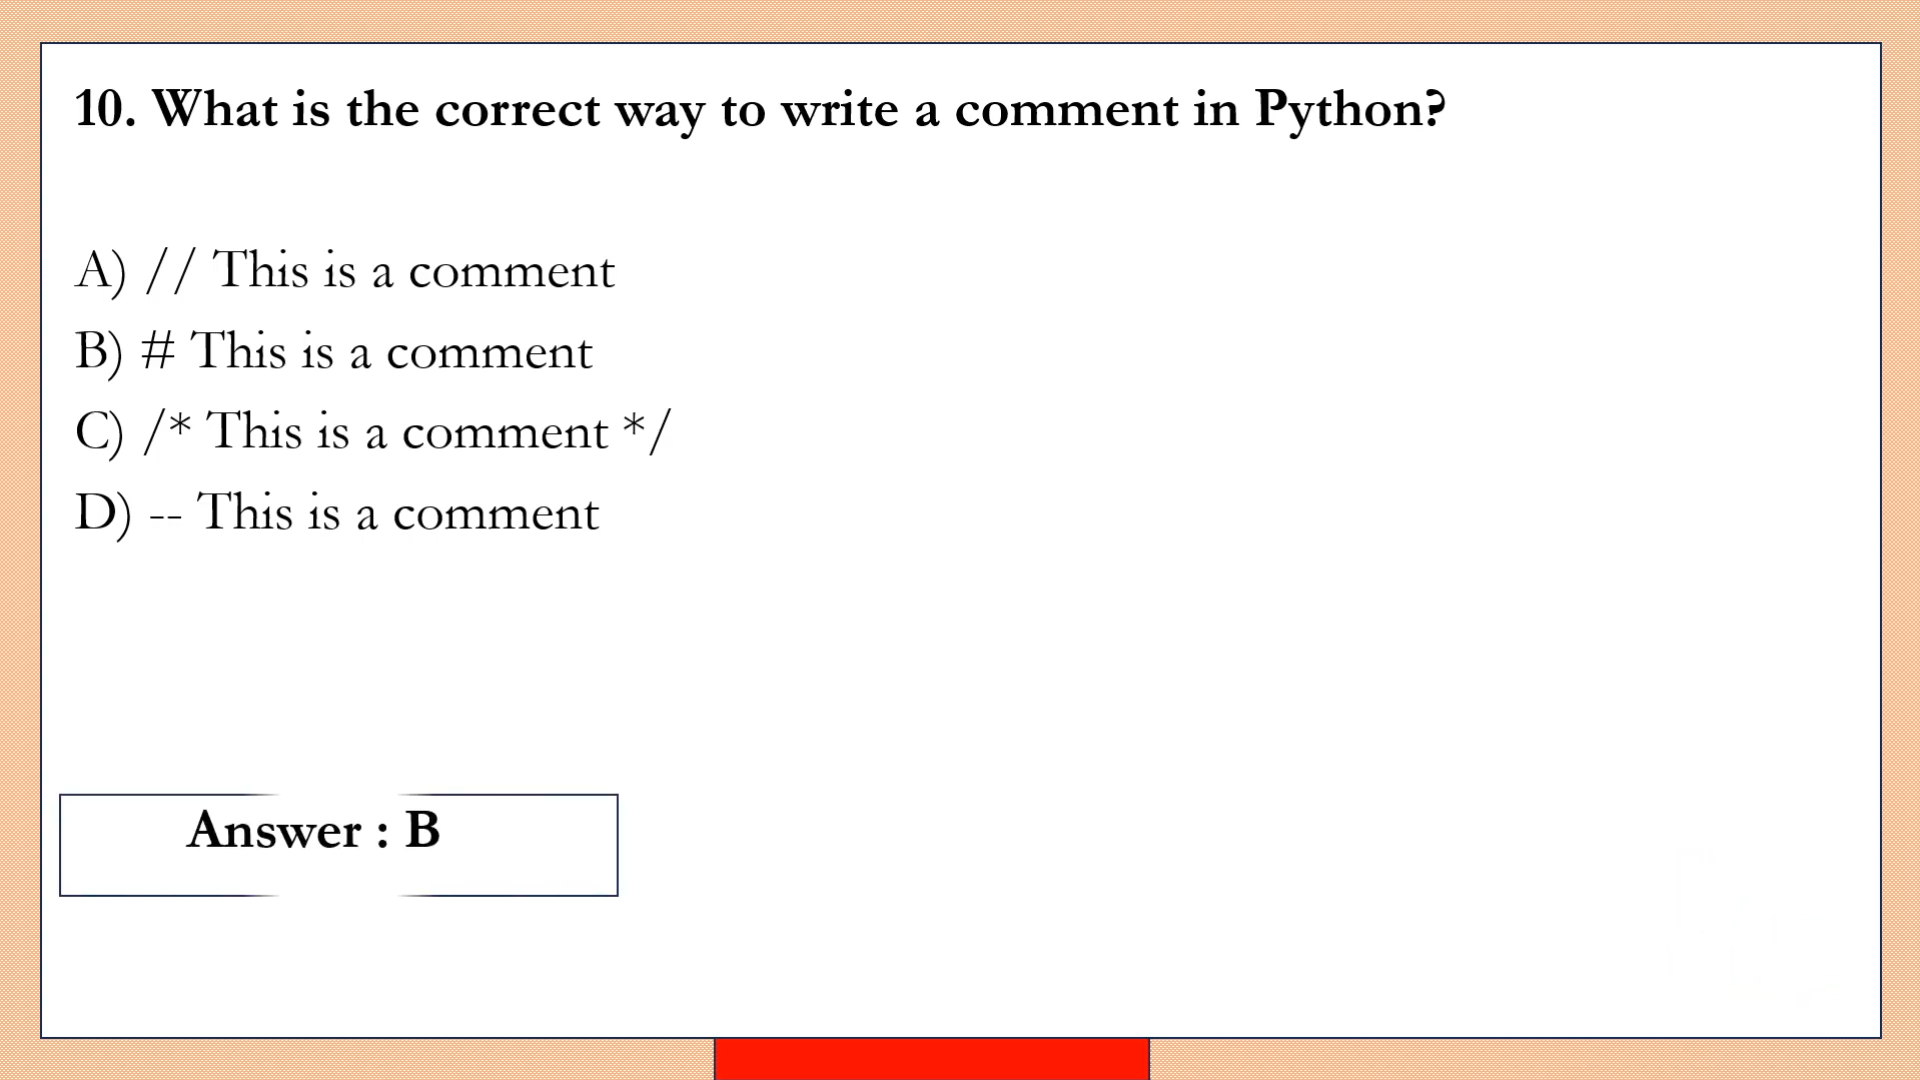 10. What is the correct way to write a comment in Python?
A) // This is a comment
B) # This is a comment
C) /* This is a comment */
D) -- This is a comment
Answer : B